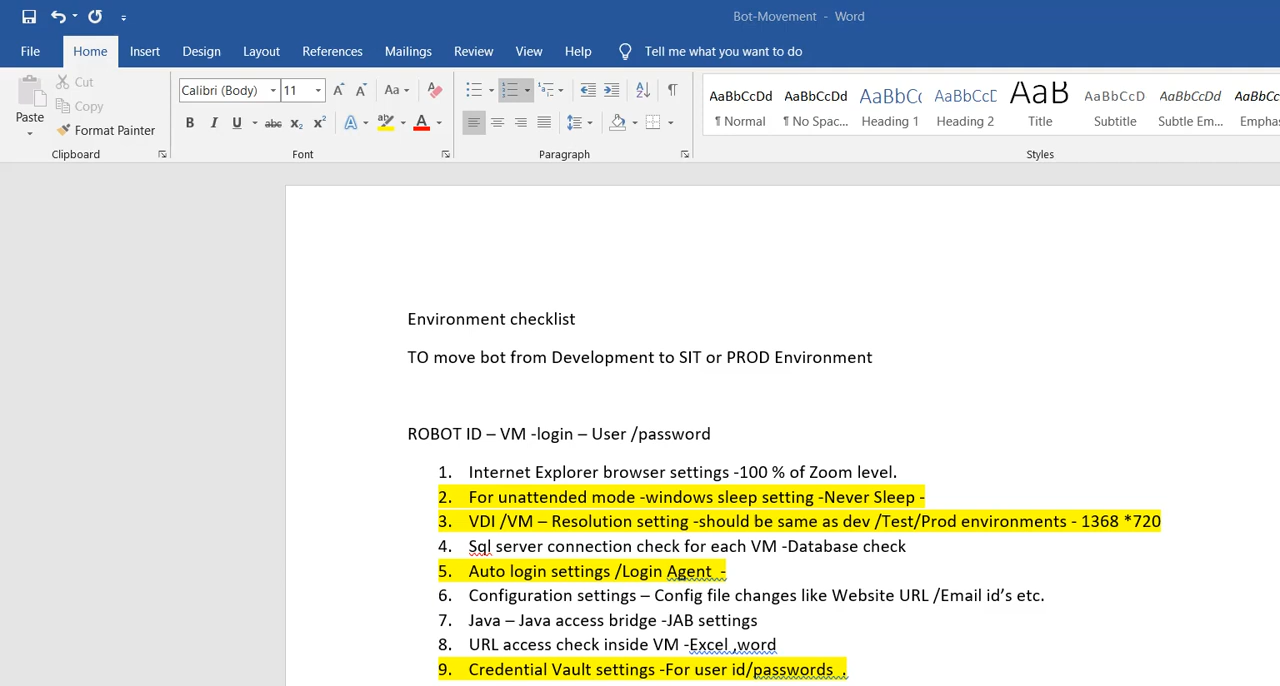 Bot-Movement - Word
File Home Insert Design Layout References Mailings Review View Help Tell me what you want to do
Paste
Cut
Copy
Format Painter
Clipboard
Calibri (Body) 11
Font
Paragraph
AaBbCcDd AaBbCcDd AaBbCc AaBbCcD AaB AaBbCcD AaBbCcDd AaBbCc
¶ Normal ¶ No Spac... Heading 1 Heading 2 Title Subtitle Subtle Em... Emphas
Styles
Environment checklist
TO move bot from Development to SIT or PROD Environment
ROBOT ID – VM -login – User /password
1. Internet Explorer browser settings -100 % of Zoom level.
2. For unattended mode -windows sleep setting -Never Sleep -
3. VDI /VM – Resolution setting -should be same as dev /Test/Prod environments - 1368 *720
4. Sql server connection check for each VM -Database check
5. Auto login settings /Login Agent -
6. Configuration settings – Config file changes like Website URL /Email id’s etc.
7. Java – Java access bridge -JAB settings
8. URL access check inside VM -Excel ,word
9. Credential Vault settings -For user id/passwords .